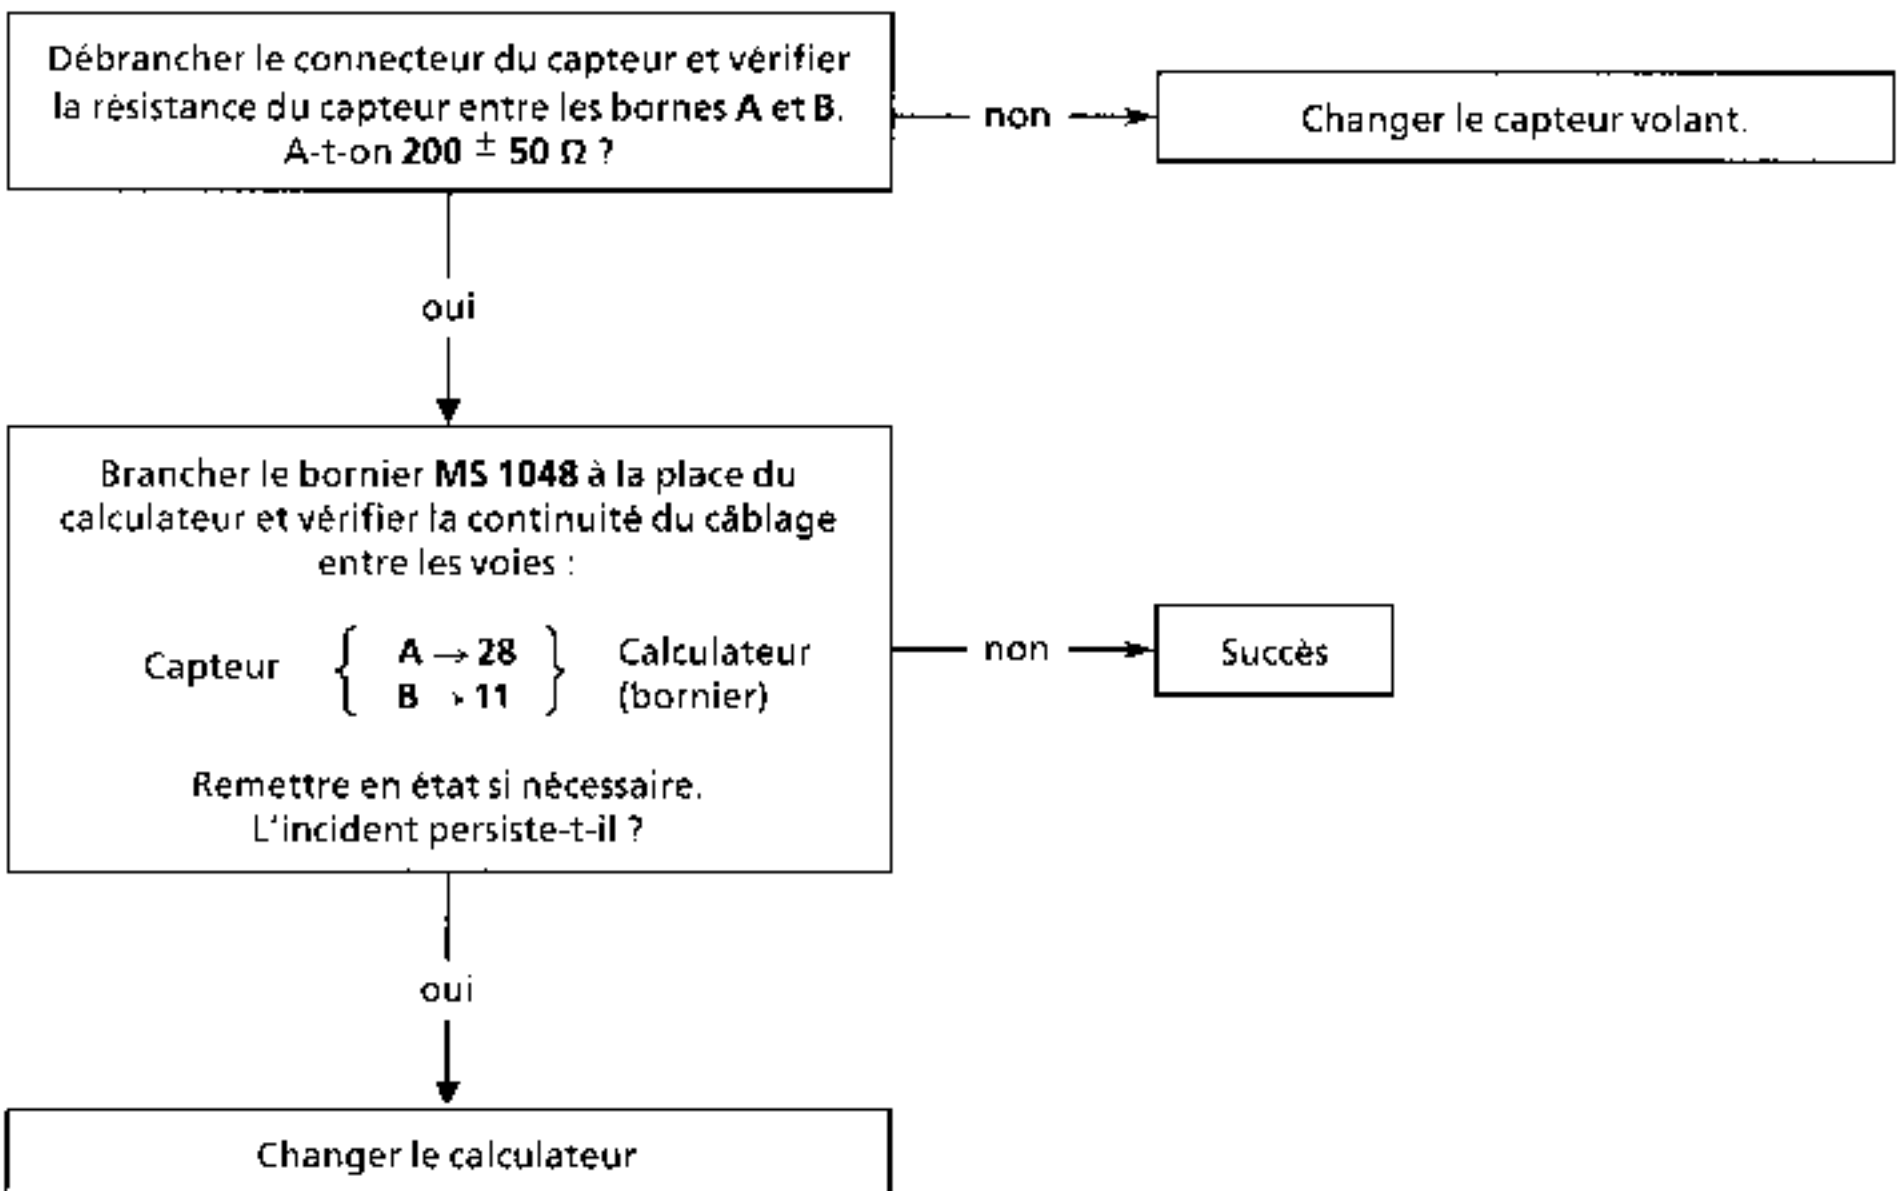 Débrancher le connecteur du capteur et vérifier
la résistance du capteur entre les bornes A et B.
A-t-on 200 ± 50 Ω ?
non
Changer le capteur volant.
oui
Brancher le bornier MS 1048 à la place du
calculateur et vérifier la continuité du câblage
entre les voies :
Capteur { A → 28 } Calculateur
B → 11 (bornier)
Remettre en état si nécessaire.
L'incident persiste-t-il ?
non
Succès
oui
Changer le calculateur